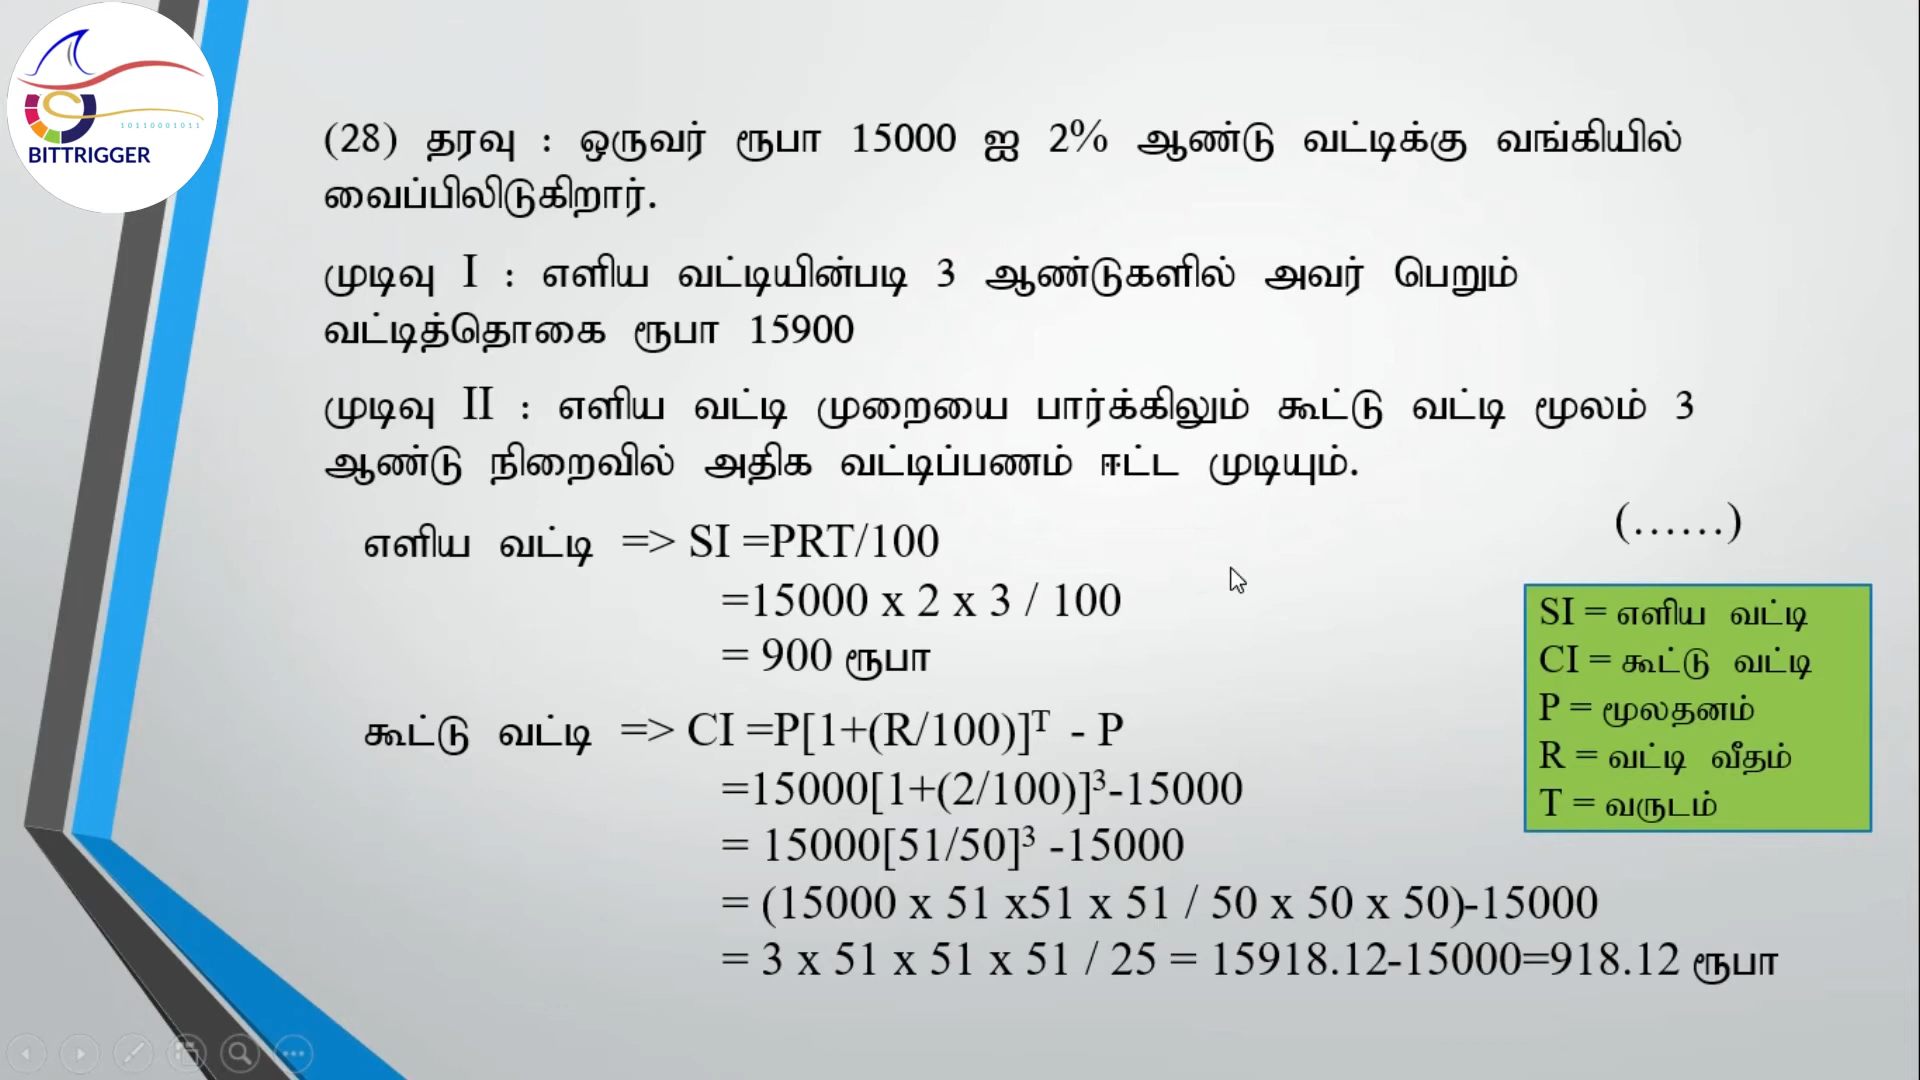 10110001011
BITTRIGGER
(28) தரவு : ஒருவர் ரூபா 15000 ஐ 2% ஆண்டு வட்டிக்கு வங்கியில்
வைப்பிலிடுகிறார்.
முடிவு I : எளிய வட்டியின்படி 3 ஆண்டுகளில் அவர் பெறும்
வட்டித்தொகை ரூபா 15900
முடிவு II : எளிய வட்டி முறையை பார்க்கிலும் கூட்டு வட்டி மூலம் 3
ஆண்டு நிறைவில் அதிக வட்டிப்பணம் ஈட்ட முடியும்.
(......)
எளிய வட்டி => SI =PRT/100
=15000 x 2 x 3 / 100
= 900 ரூபா
கூட்டு வட்டி => CI =P[1+(R/100)]ᵀ - P
=15000[1+(2/100)]³-15000
= 15000[51/50]³ -15000
= (15000 x 51 x51 x 51 / 50 x 50 x 50)-15000
= 3 x 51 x 51 x 51 / 25 = 15918.12-15000=918.12 ரூபா
SI = எளிய வட்டி
CI = கூட்டு வட்டி
P = மூலதனம்
R = வட்டி வீதம்
T = வருடம்